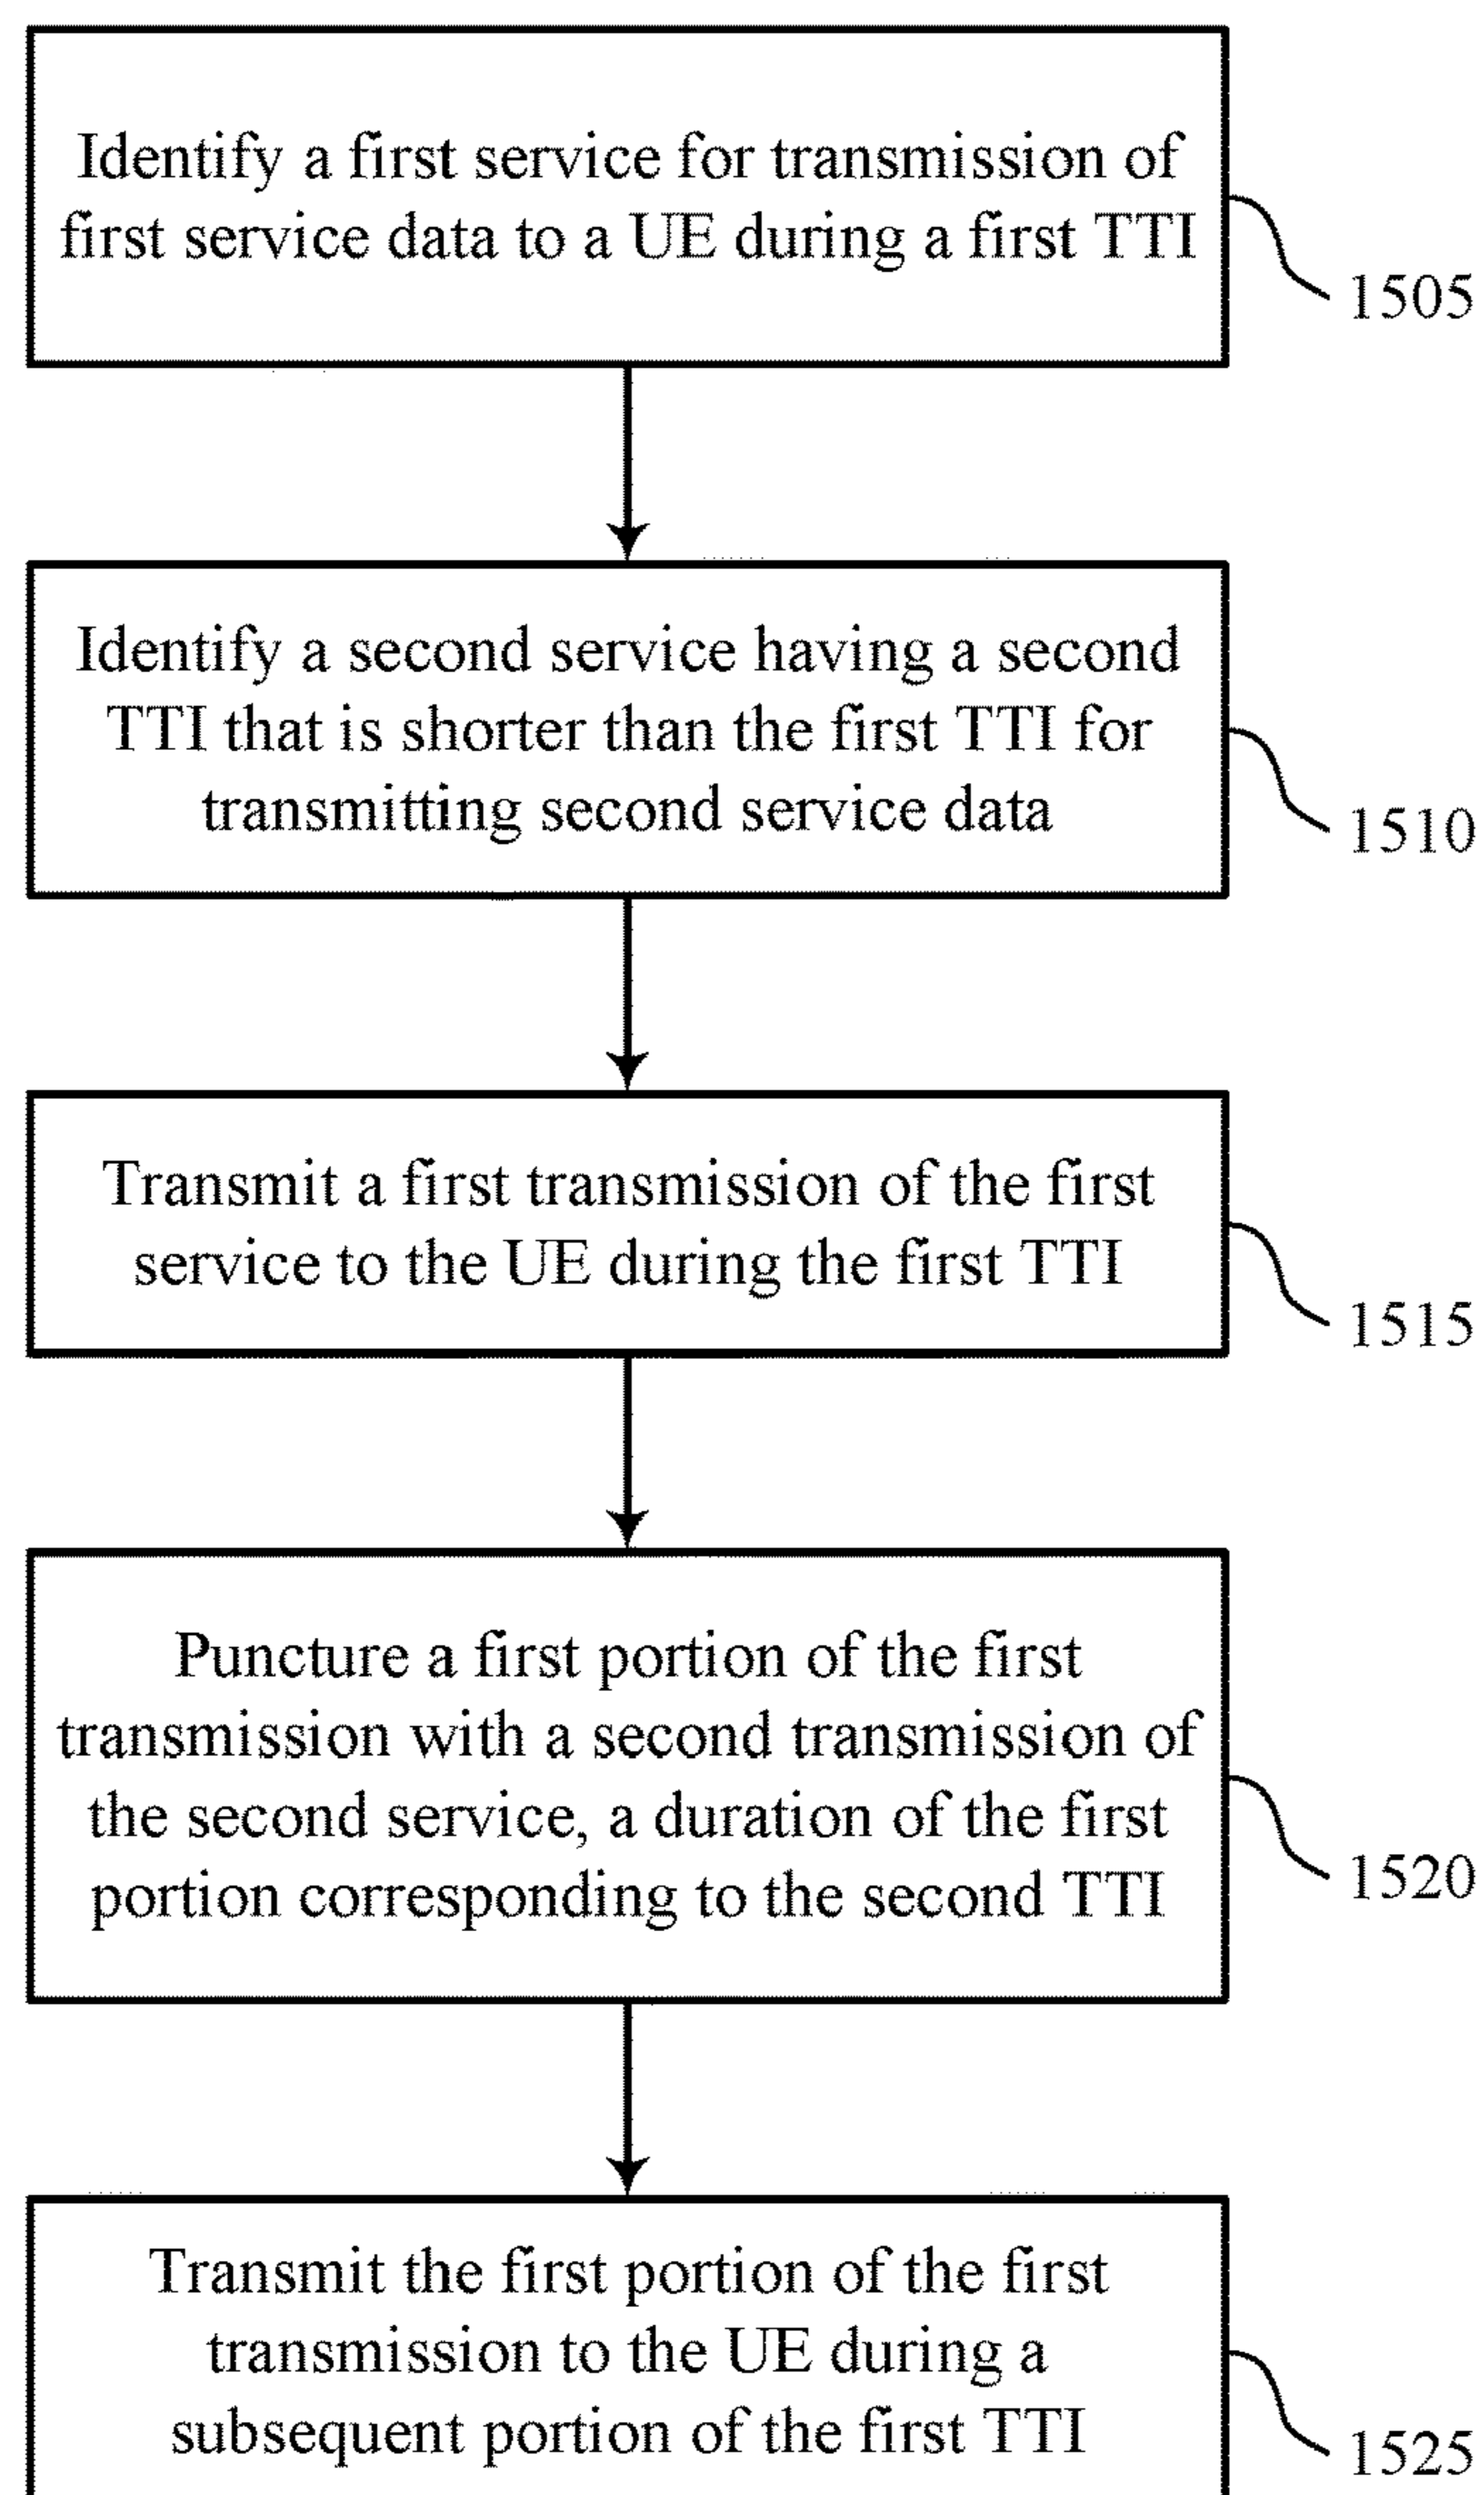 Identify a first service for transmission of
first service data to a UE during a first TTI
1505
Identify a second service having a second
TTI that is shorter than the first TTI for
transmitting second service data
1510
Transmit a first transmission of the first
service to the UE during the first TTI
1515
Puncture a first portion of the first
transmission with a second transmission of
the second service, a duration of the first
portion corresponding to the second TTI
1520
Transmit the first portion of the first
transmission to the UE during a
subsequent portion of the first TTI
1525